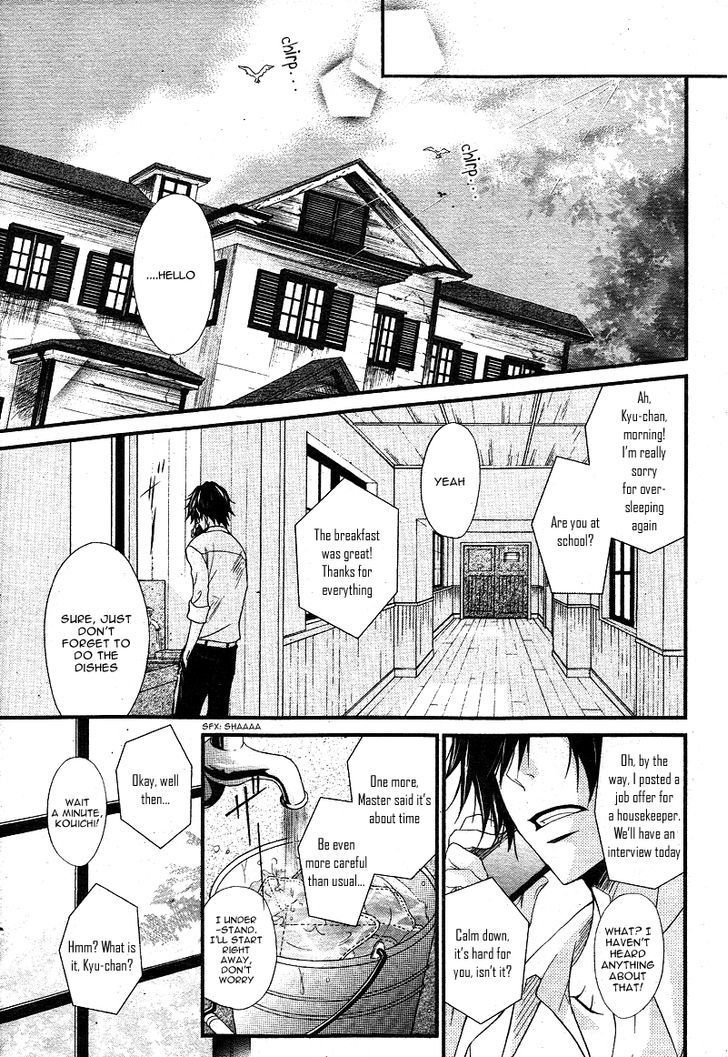 chirp...
chirp...
....HELLO
Ah,
Kyu-chan,
morning!
I'm really
sorry
for over-
sleeping
again
Are you at
school?
YEAH
The breakfast
was great!
Thanks for
everything
SURE, JUST
DON'T
FORGET TO
DO THE
DISHES
Oh, by the
way, I posted a
job offer for
a housekeeper.
We'll have an
interview today
WHAT? I
HAVEN'T
HEARD
ANYTHING
ABOUT
THAT!
Calm down,
it's hard for
you, isn't it?
SFX: SHAAAA
One more,
Master said it's
about time
Be even
more careful
than usual...
I UNDER
-STAND.
I'LL START
RIGHT
AWAY,
DON'T
WORRY
Okay, well
then...
WAIT
A MINUTE,
KOUICHI!
Hmm? What is
it, Kyu-chan?